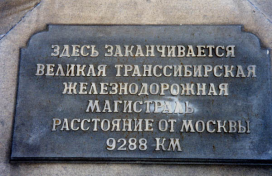 ЗДЕСЬ ЗАКАНЧИВАЕТСЯ
ВЕЛИКАЯ ТРАНССИБИРСКАЯ
ЖЕЛЕЗНОДОРОЖНАЯ
МАГИСТРАЛЬ
РАССТОЯНИЕ ОТ МОСКВЫ
9288 КМ